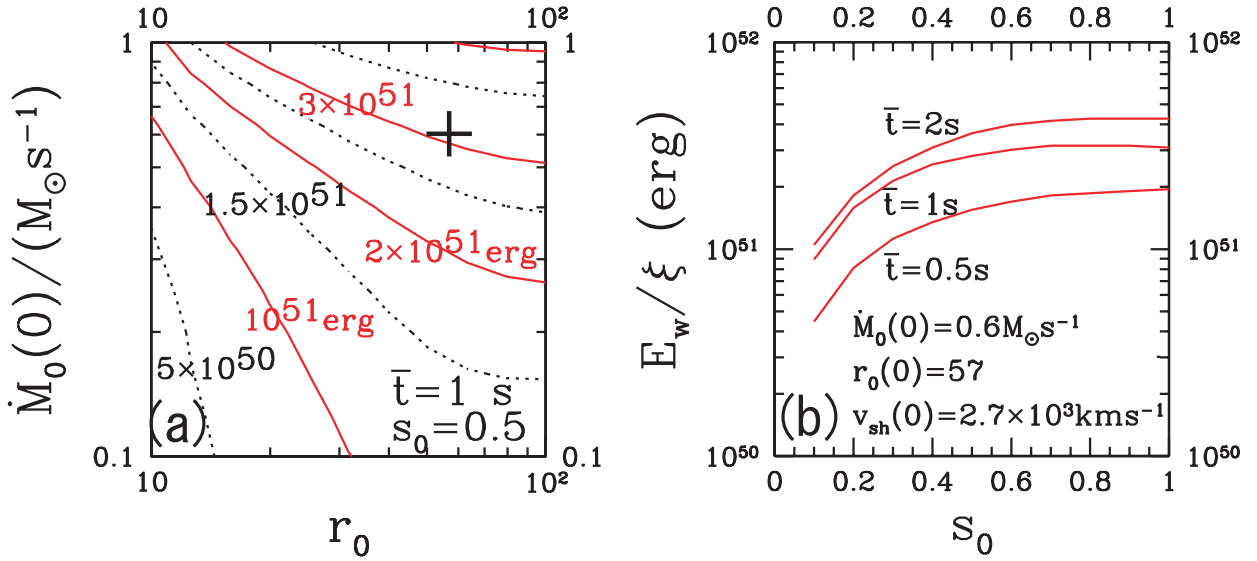 10 10²
1 1
Ṁ₀(0)/(M⊙s⁻¹)
3×10⁵¹
1.5×10⁵¹
2×10⁵¹erg
10⁵¹erg
5×10⁵⁰
t̄=1 s
(a) s₀=0.5
0.1 0.1
10 10²
r₀
0 0.2 0.4 0.6 0.8 1
10⁵² 10⁵²
E_w/ξ (erg)
t̄=2s
t̄=1s
10⁵¹ 10⁵¹
t̄=0.5s
Ṁ₀(0)=0.6M⊙s⁻¹
r₀(0)=57
(b) v_sh(0)=2.7×10³kms⁻¹
10⁵⁰ 10⁵⁰
0 0.2 0.4 0.6 0.8 1
s₀